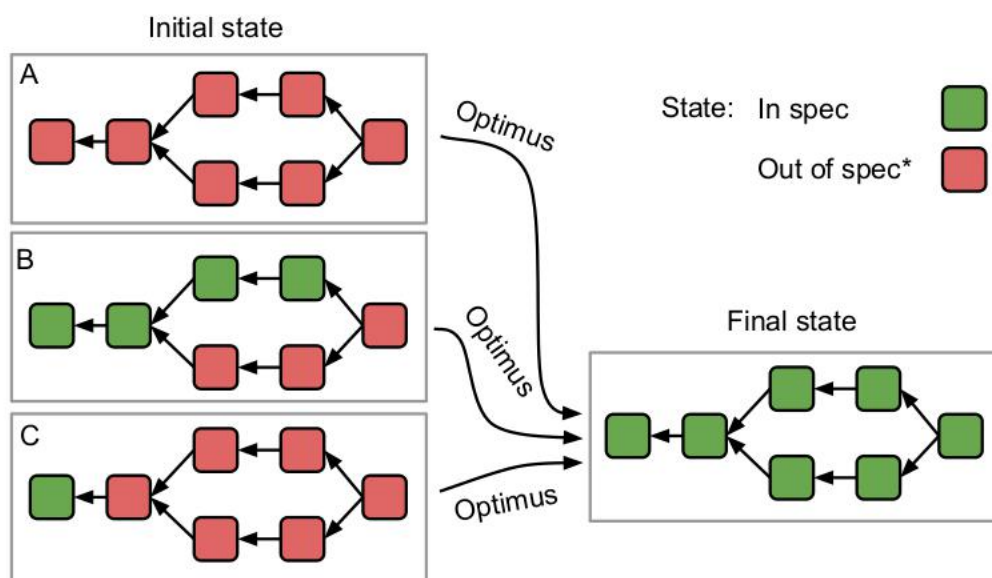 Initial state
A
Optimus
State: In spec
Out of spec*
B
Optimus
Final state
C
Optimus